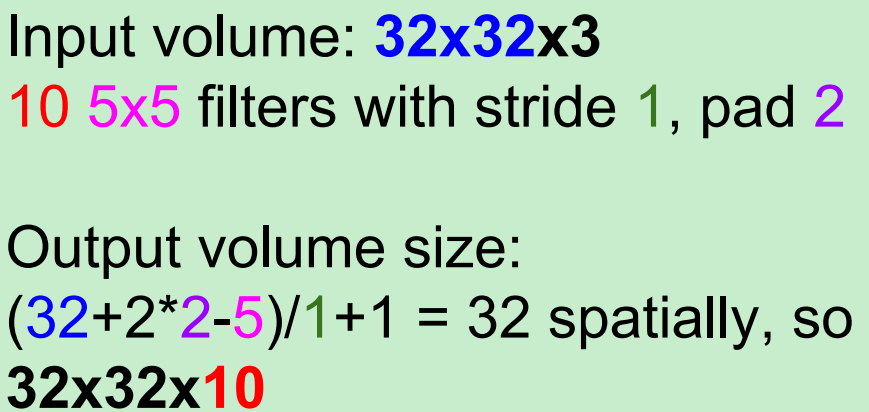 Input volume: 32x32x3
10 5x5 filters with stride 1, pad 2
Output volume size:
(32+2*2-5)/1+1 = 32 spatially, so
32x32x10